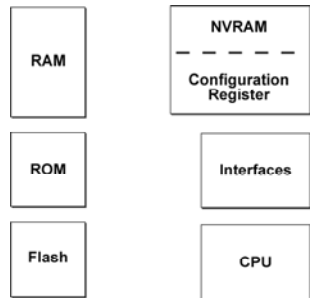 RAM
NVRAM
Configuration
Register
ROM
Interfaces
Flash
CPU